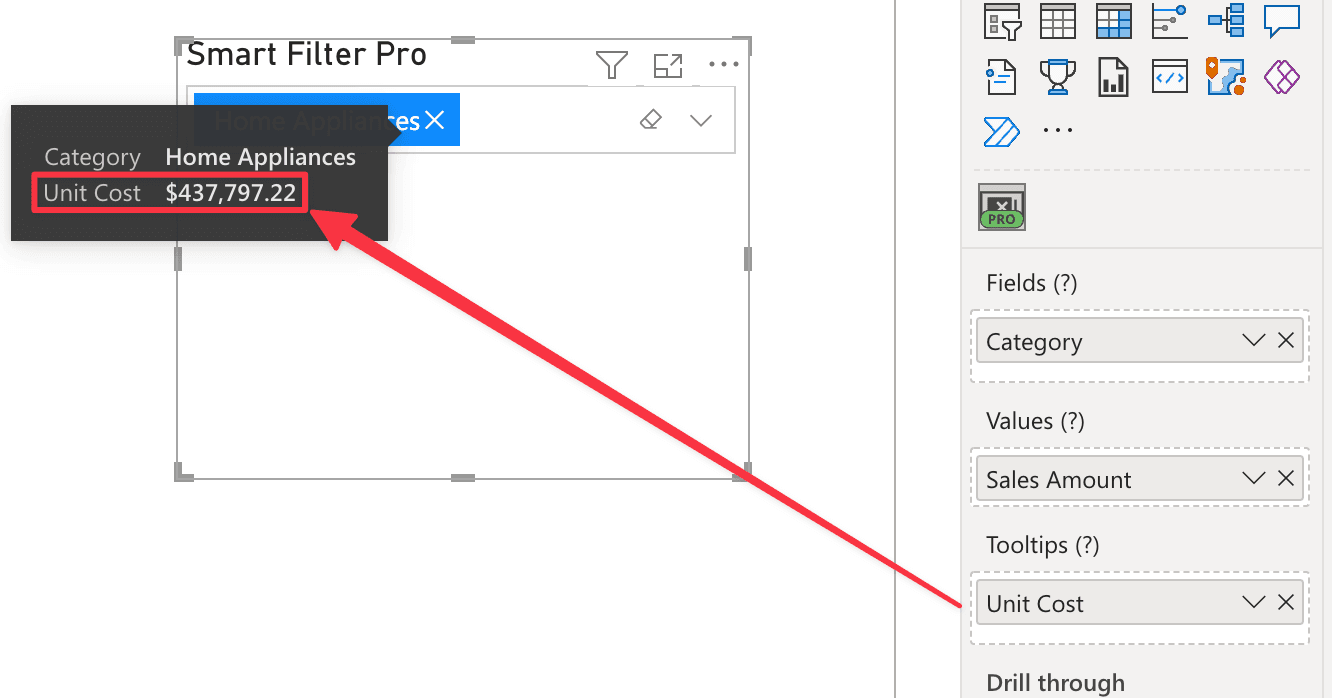 Smart Filter Pro
Home Appliances
Category Home Appliances
Unit Cost $437,797.22
PRO
Fields (?)
Category
Values (?)
Sales Amount
Tooltips (?)
Unit Cost
Drill through